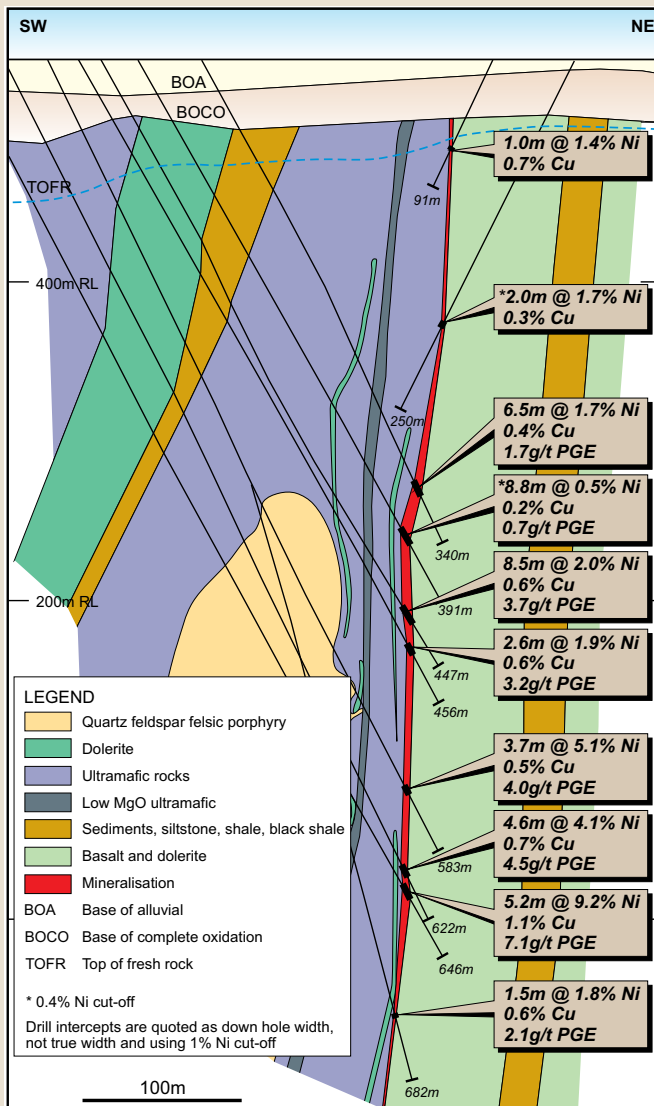 SW
NE
BOA
BOCO
TOFR
400m RL
200m RL
91m
250m
340m
391m
447m
456m
583m
622m
646m
682m
1.0m @ 1.4% Ni
0.7% Cu
*2.0m @ 1.7% Ni
0.3% Cu
6.5m @ 1.7% Ni
0.4% Cu
1.7g/t PGE
*8.8m @ 0.5% Ni
0.2% Cu
0.7g/t PGE
8.5m @ 2.0% Ni
0.6% Cu
3.7g/t PGE
2.6m @ 1.9% Ni
0.6% Cu
3.2g/t PGE
3.7m @ 5.1% Ni
0.5% Cu
4.0g/t PGE
4.6m @ 4.1% Ni
0.7% Cu
4.5g/t PGE
5.2m @ 9.2% Ni
1.1% Cu
7.1g/t PGE
1.5m @ 1.8% Ni
0.6% Cu
2.1g/t PGE
LEGEND
Quartz feldspar felsic porphyry
Dolerite
Ultramafic rocks
Low MgO ultramafic
Sediments, siltstone, shale, black shale
Basalt and dolerite
Mineralisation
BOA Base of alluvial
BOCO Base of complete oxidation
TOFR Top of fresh rock
* 0.4% Ni cut-off
Drill intercepts are quoted as down hole width,
not true width and using 1% Ni cut-off
100m